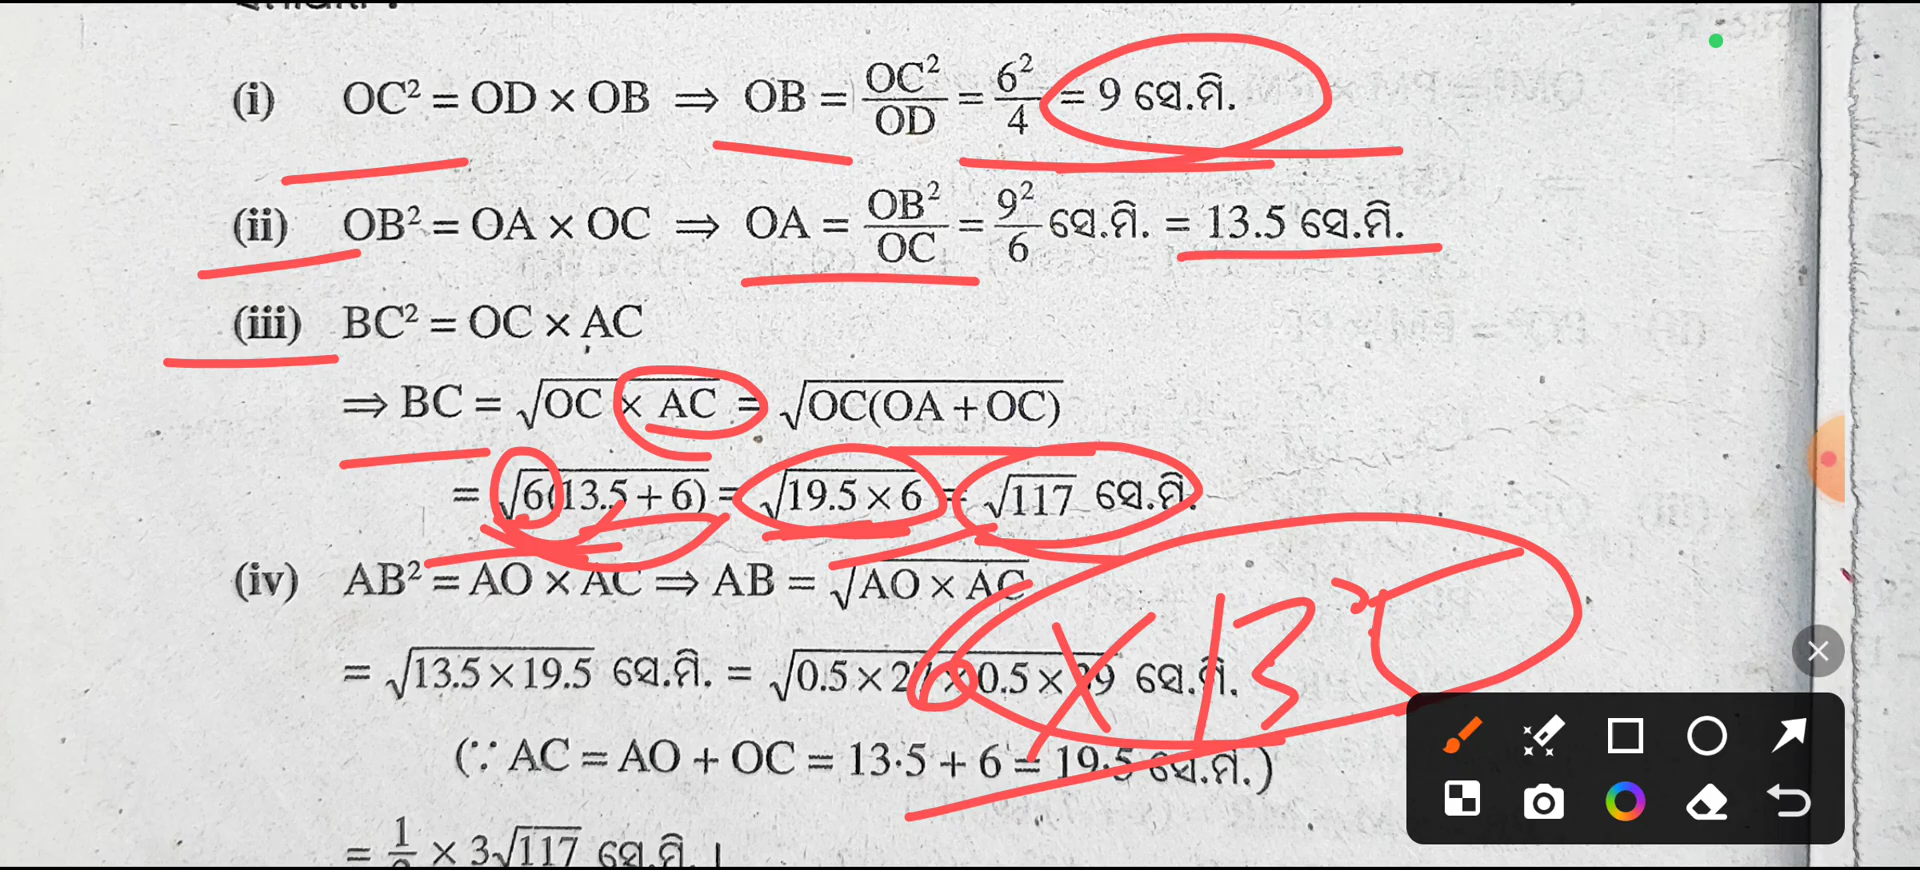 (i) OC² = OD × OB ⇒ OB = OC²/OD = 6²/4 = 9 ସେ.ମି.
(ii) OB² = OA × OC ⇒ OA = OB²/OC = 9²/6 ସେ.ମି. = 13.5 ସେ.ମି.
(iii) BC² = OC × AC
⇒ BC = √OC × AC = √OC(OA + OC)
= √6(13.5 + 6) = √19.5 × 6 = √117 ସେ.ମି.
(iv) AB² = AO × AC ⇒ AB = √AO × AC
= √13.5 × 19.5 ସେ.ମି. = √0.5 × 27 × 0.5 × 39 ସେ.ମି.
(∵ AC = AO + OC = 13·5 + 6 = 19·5 ସେ.ମି.)
= × 3√117 ସେ.ମି. ।